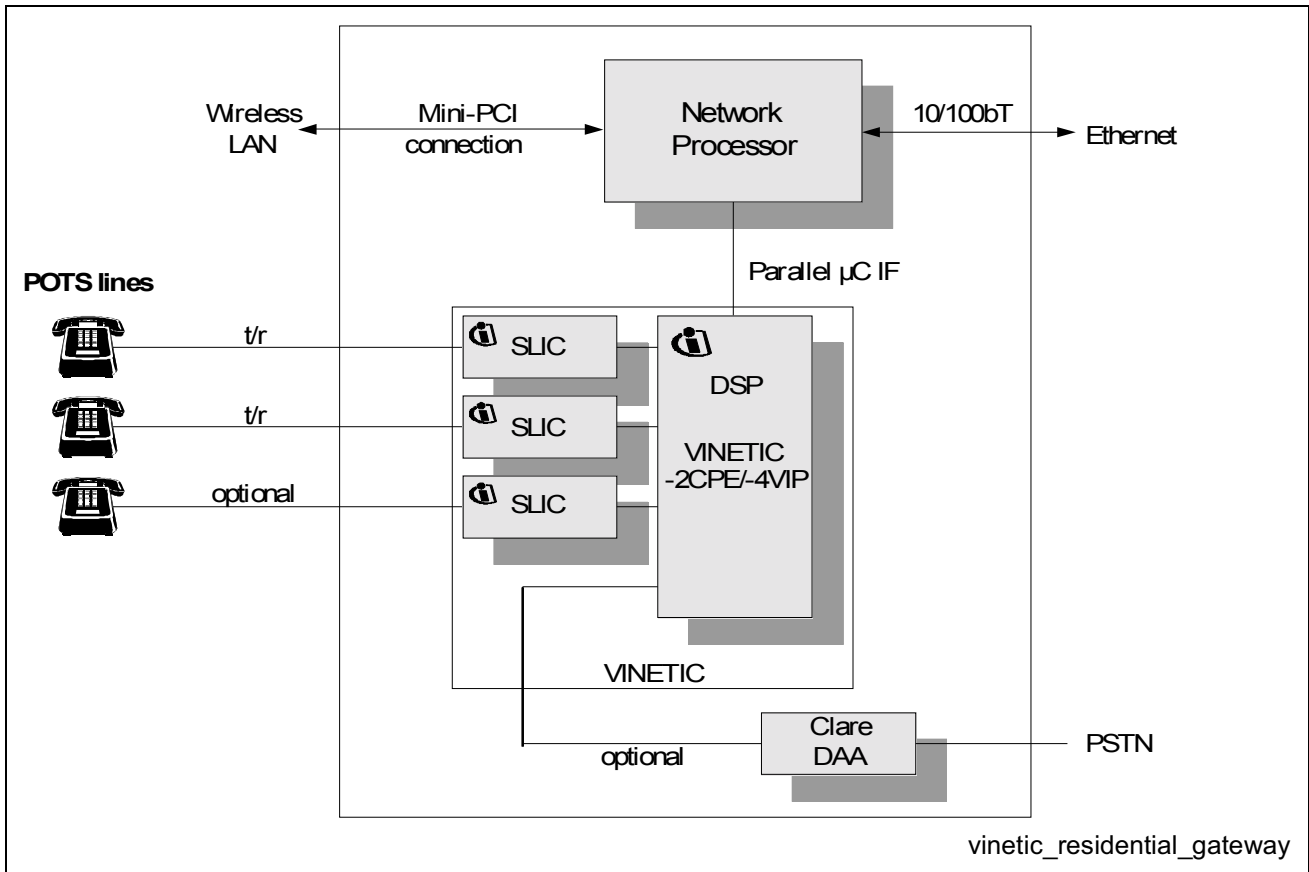 Wireless
LAN
Mini-PCI
connection
Network
Processor
10/100bT
Ethernet
Parallel µC IF
POTS lines
t/r
SLIC
DSP
t/r
SLIC
VINETIC
-2CPE/-4VIP
optional
SLIC
VINETIC
Clare
DAA
optional
PSTN
vinetic_residential_gateway